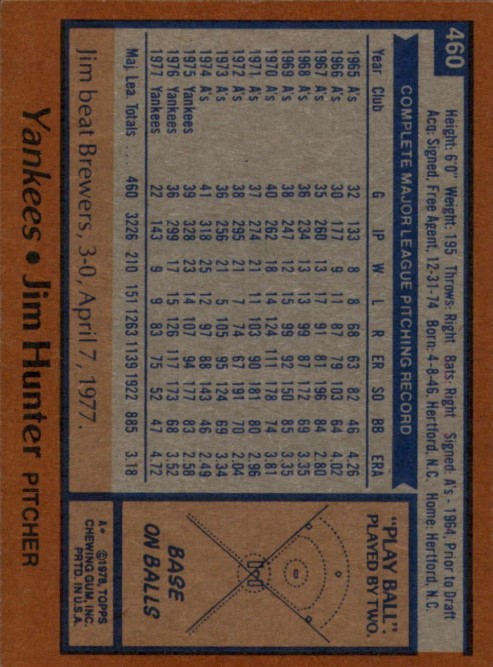 460
Height: 6'0" Weight: 195 Throws: Right Bats: Right Signed: A's - 1964, Prior to Draft
Acq: Signed, Free Agent, 12-31-74 Born: 4-8-46, Hertford, N.C. Home: Hertford, N.C.
COMPLETE MAJOR LEAGUE PITCHING RECORD
Year Club G IP W L R ER SO BB ERA
1965 A's 32 133 8 8 68 63 82 46 4.26
1966 A's 30 177 9 11 87 79 103 64 4.02
1967 A's 35 260 13 17 91 81 196 84 2.80
1968 A's 36 234 13 13 99 87 172 69 3.35
1969 A's 38 247 12 15 99 92 150 85 3.35
1970 A's 40 262 18 14 124 111 178 74 3.81
1971 A's 37 274 21 11 103 90 181 80 2.96
1972 A's 38 295 21 7 74 67 191 70 2.04
1973 A's 36 256 21 5 105 95 124 69 3.34
1974 A's 41 318 25 12 97 88 143 46 2.49
1975 Yankees 39 328 23 14 107 94 177 83 2.58
1976 Yankees 36 299 17 15 126 117 173 68 3.52
1977 Yankees 22 143 9 9 83 75 52 47 4.72
Maj. Lea. Totals .... 460 3226 210 151 1263 1139 1922 885 3.18
Jim beat Brewers, 3-0, April 7, 1977.
"PLAY BALL".
PLAYED BY TWO.
BASE
ON BALLS
A* ©1978, TOPPS
CHEWING GUM, INC.
PRTD. IN U.S.A.
Yankees • Jim Hunter PITCHER